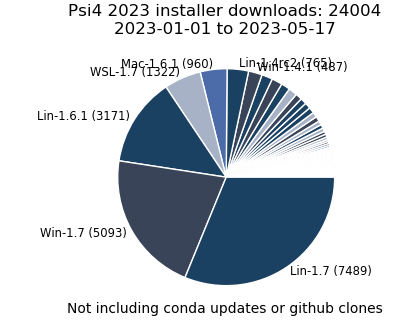 Psi4 2023 installer downloads: 24004
2023-01-01 to 2023-05-17
Mac-1.6.1 (960)
Lin-1.4rc2 (765)
Win-1.4.1 (487)
WSL-1.7 (1322)
Lin-1.6.1 (3171)
Win-1.7 (5093)
Lin-1.7 (7489)
Not including conda updates or github clones